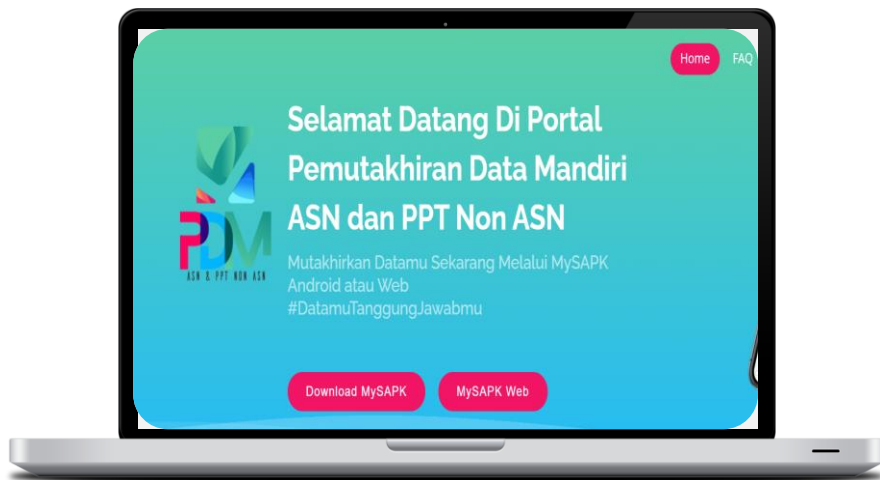 Home FAQ
Selamat Datang Di Portal
Pemutakhiran Data Mandiri
ASN dan PPT Non ASN
PDM
ASN & PPT NON ASN
Mutakhirkan Datamu Sekarang Melalui MySAPK
Android atau Web
#DatamuTanggungJawabmu
Download MySAPK MySAPK Web